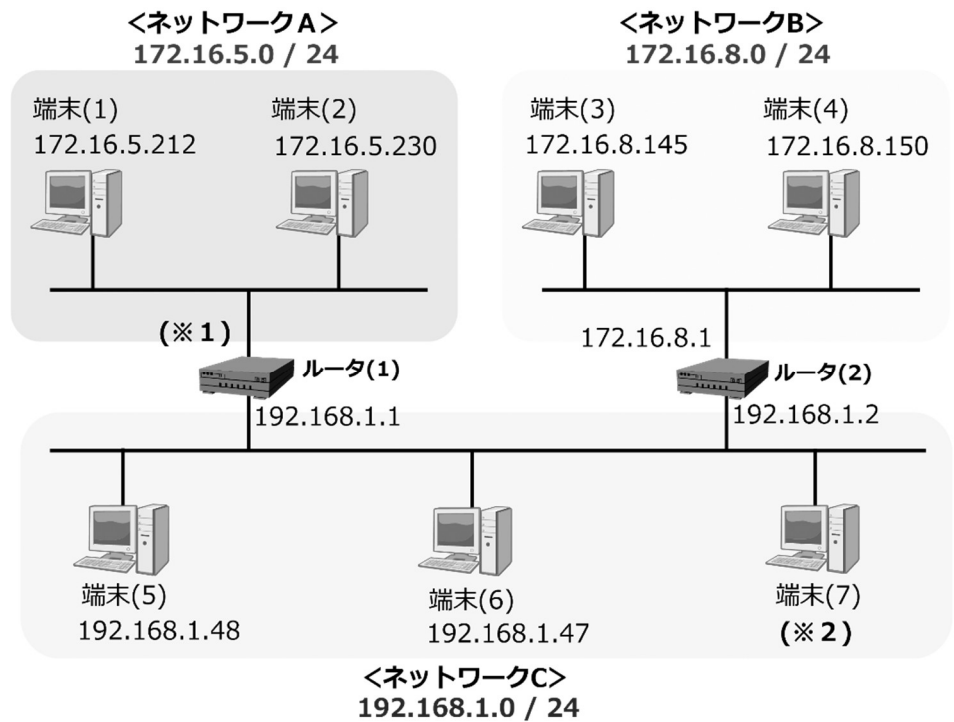 <ネットワークA>
172.16.5.0 / 24
<ネットワークB>
172.16.8.0 / 24
端末(1)
172.16.5.212
端末(2)
172.16.5.230
端末(3)
172.16.8.145
端末(4)
172.16.8.150
(※1)
ルータ(1)
192.168.1.1
172.16.8.1
ルータ(2)
192.168.1.2
端末(5)
192.168.1.48
端末(6)
192.168.1.47
端末(7)
(※2)
<ネットワークC>
192.168.1.0 / 24